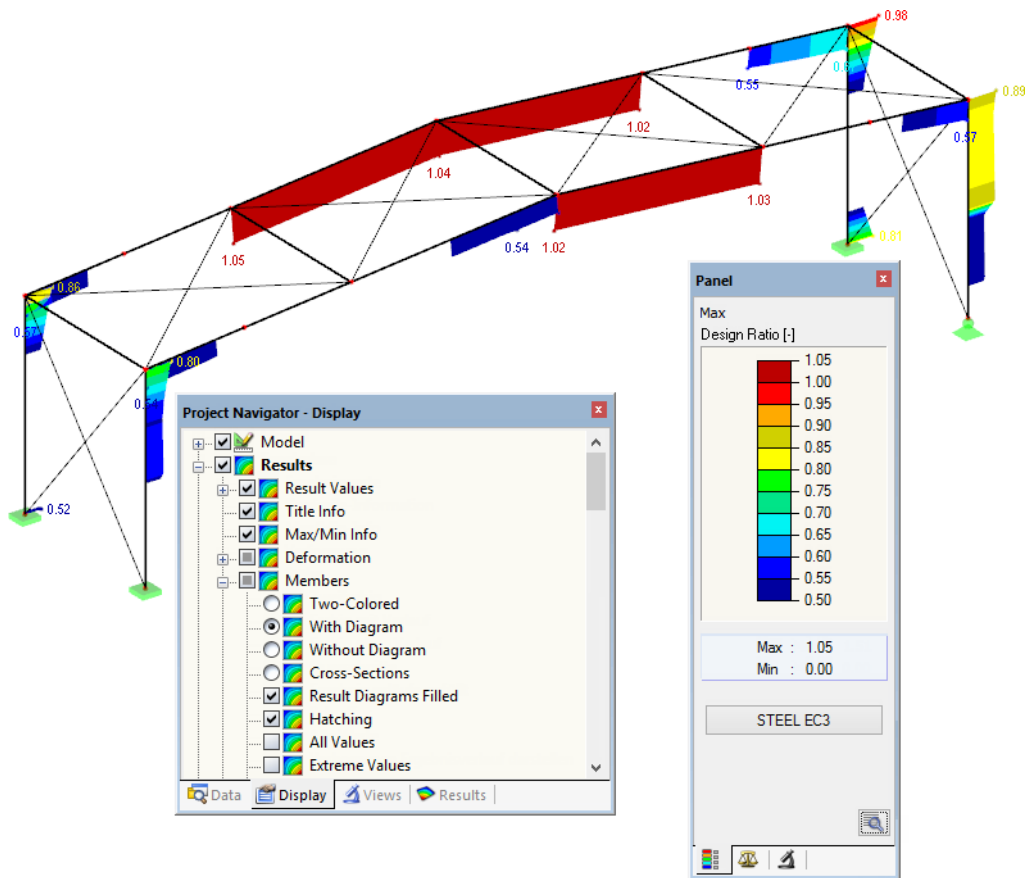 0.98
0.6
0.55
0.89
0.57
1.02
1.04
1.03
1.05
0.54
1.02
0.81
0.86
0.57
0.80
0.52
Panel
Max
Design Ratio [-]
1.05
1.00
0.95
0.90
0.85
0.80
0.75
0.70
0.65
0.60
0.55
0.50
Max : 1.05
Min : 0.00
STEEL EC3
Project Navigator - Display
Model
Results
Result Values
Title Info
Max/Min Info
Deformation
Members
Two-Colored
With Diagram
Without Diagram
Cross-Sections
Result Diagrams Filled
Hatching
All Values
Extreme Values
Data Display Views Results